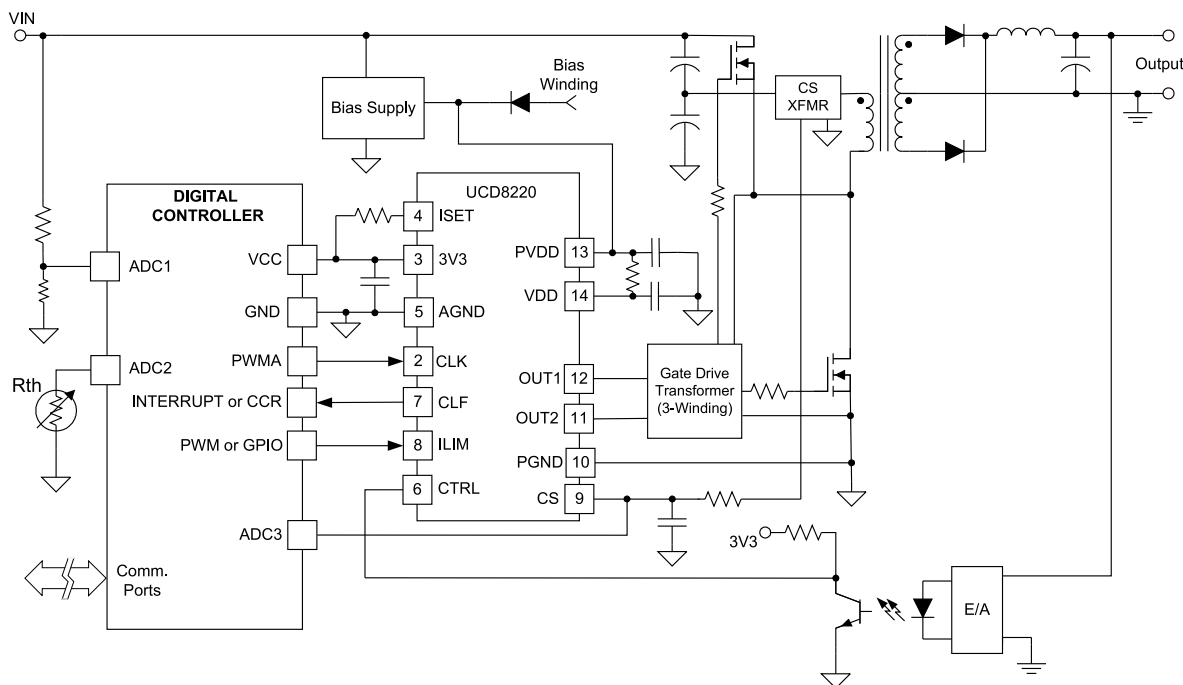 VIN
Bias
Winding
Bias Supply
CS
XFMR
Output
DIGITAL
CONTROLLER
UCD8220
4
ISET
ADC1
VCC
3
3V3
PVDD
13
VDD
14
GND
5
AGND
ADC2
Rth
PWMA
2
CLK
OUT1
12
Gate Drive
Transformer
(3-Winding)
INTERRUPT or CCR
7
CLF
OUT2
11
PWM or GPIO
8
ILIM
PGND
10
6
CTRL
CS
9
ADC3
3V3
Comm.
Ports
E/A